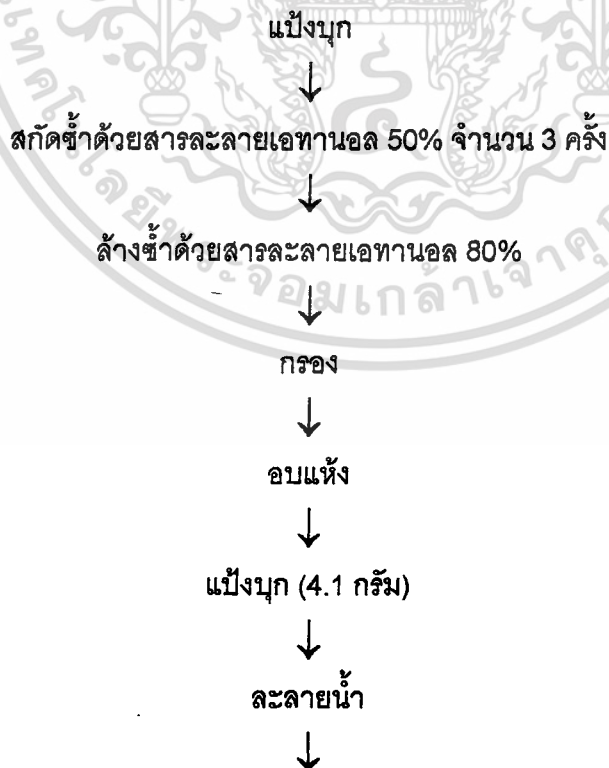 แป้งบุก
↓
สกัดซ้ำด้วยสารละลายเอทานอล 50% จำนวน 3 ครั้ง
↓
ล้างซ้ำด้วยสารละลายเอทานอล 80%
↓
กรอง
↓
อบแห้ง
↓
แป้งบุก (4.1 กรัม)
↓
ละลายน้ำ
↓